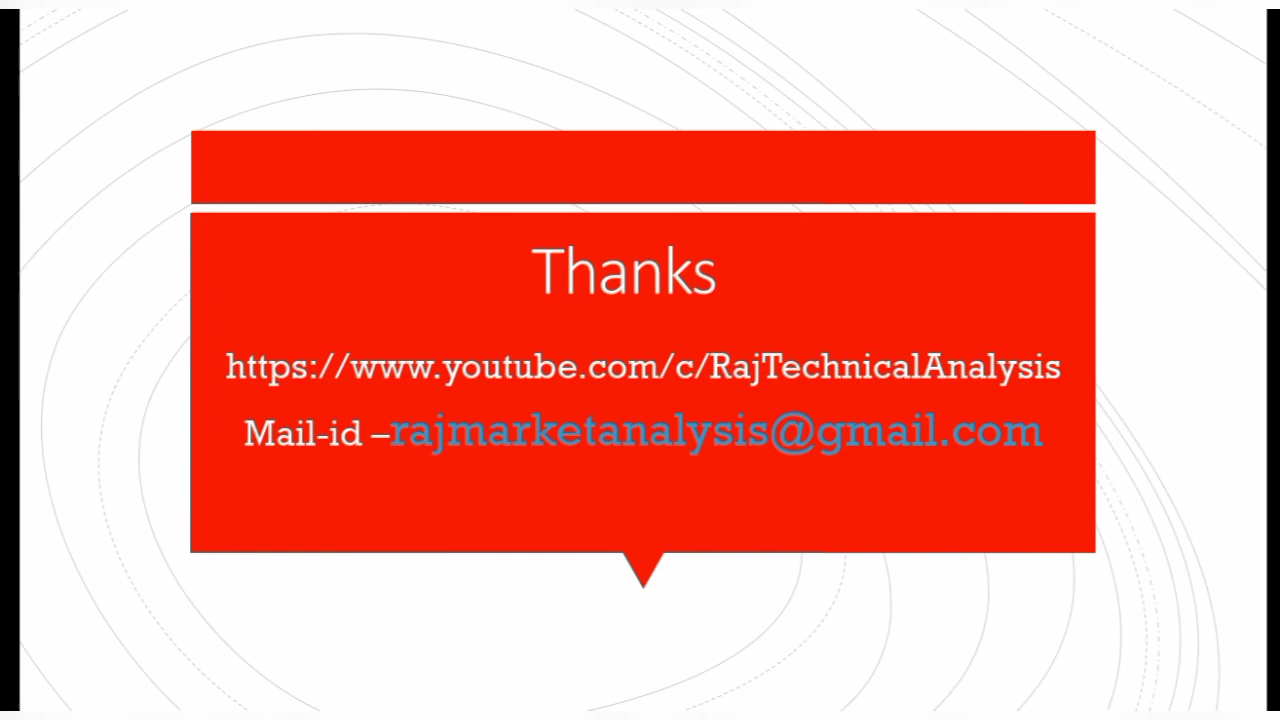 Thanks
https://www.youtube.com/c/RajTechnicalAnalysis
Mail-id –rajmarketanalysis@gmail.com